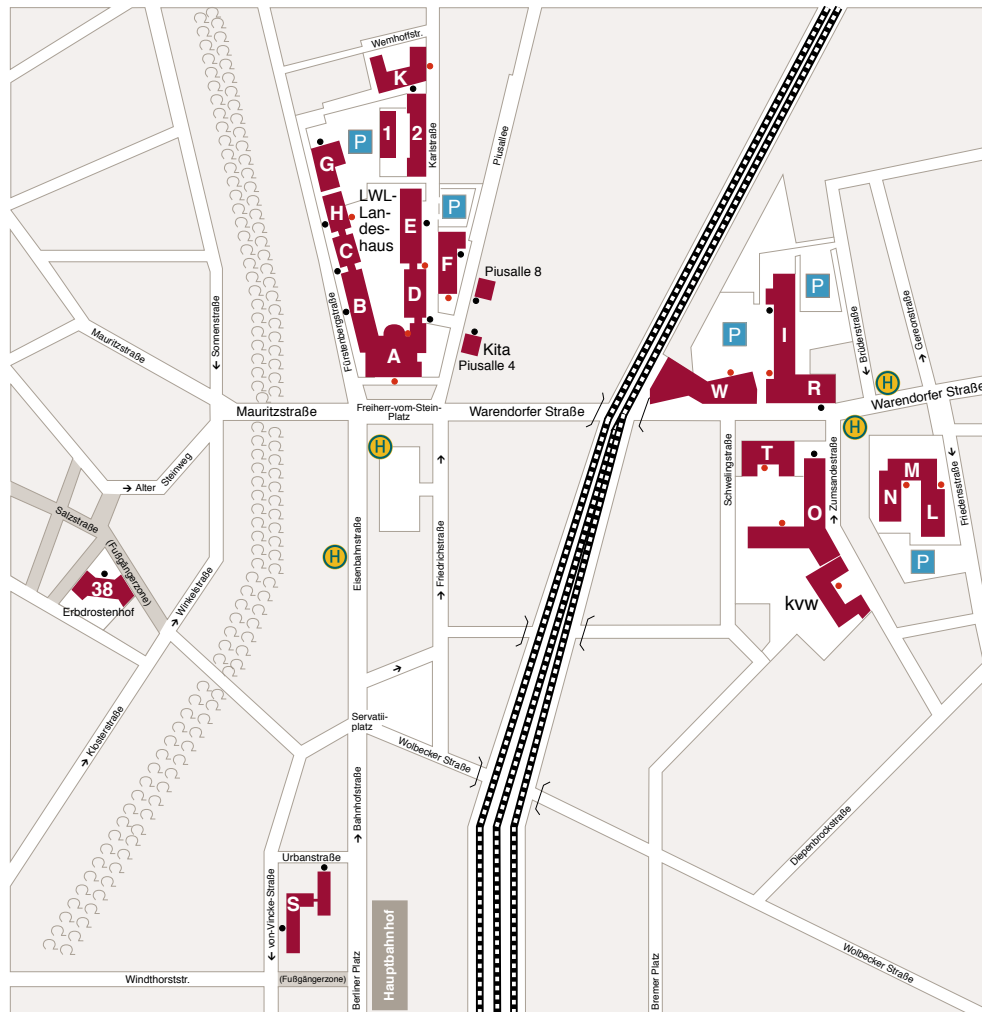 Wemhoffstr.
K
1
2
P
Karlstraße
Piusallee
G
LWL-
Lan-
des-
haus
H
E
P
C
F
Piusalle 8
D
B
Fürstenbergstraße
A
Kita
Piusalle 4
Sonnenstraße
Mauritzstraße
P
P
I
Brüderstraße
Gereonstraße
W
R
H
Warendorfer Straße
Mauritzstraße
Freiherr-vom-Stein-
Platz
Warendorfer Straße
H
H
Steinweg
Alter
Salzstraße
(Fußgängerzone)
Schwelingstraße
T
Zumsandestraße
M
N
L
O
Friedensstraße
P
H
Eisenbahnstraße
Friedrichstraße
38
Erbdrostenhof
Winkelstraße
kvw
Klosterstraße
Servatii-
platz
Wolbecker Straße
Bahnhofstraße
Diepenbrockstraße
Urbanstraße
S
von-Vincke-Straße
Hauptbahnhof
Berliner Platz
Bremer Platz
Wolbecker Straße
Windthorststr.
(Fußgängerzone)